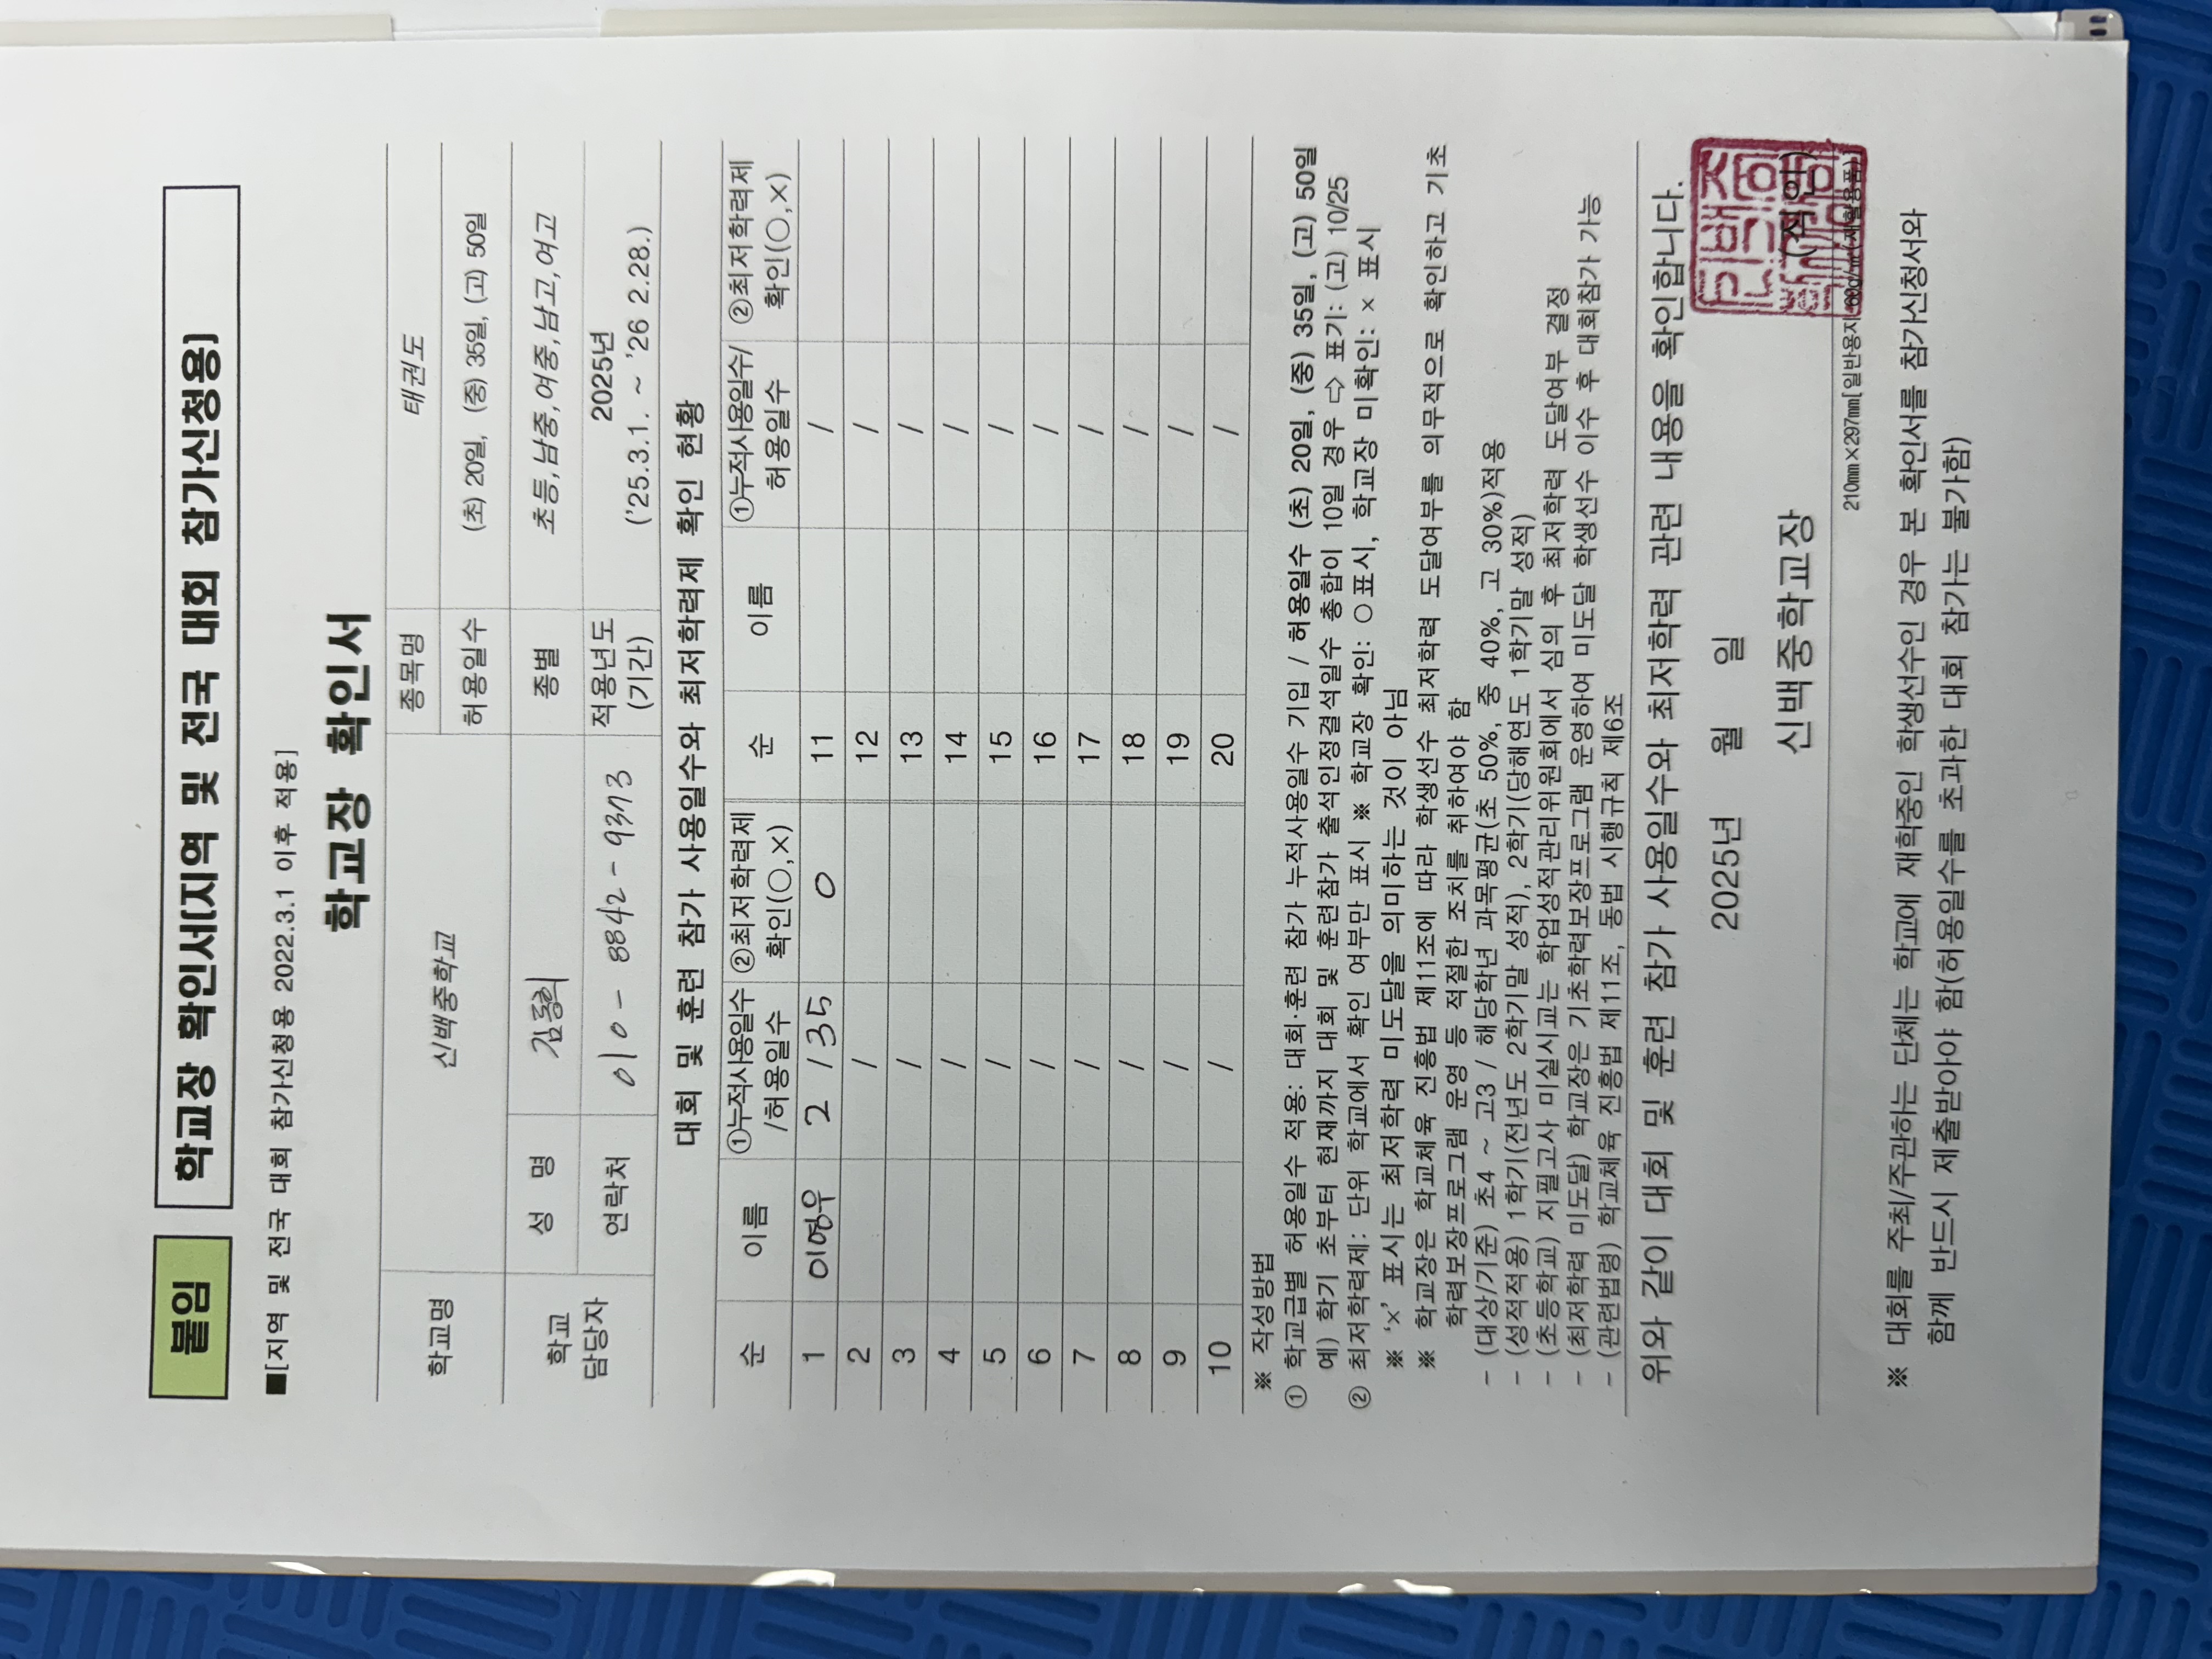 붙임
학교장 확인서[지역 및 전국 대회 참가신청용]
■[지역 및 전국 대회 참가신청용 2022.3.1 이후 적용]
학교장 확인서
학교명 신백중학교 종목명 태권도
허용일수 (초) 20일, (중) 35일, (고) 50일
학교 담당자 성 명 김종희 종별 초등,남중,여중,남고,여고
연락처 010-8842-9373 적용년도 (기간) 2025년 ('25.3.1. ~ '26 2.28.)
대회 및 훈련 참가 사용일수와 최저학력제 확인 현황
순 이름 ①누적사용일수/허용일수 ②최저학력제 확인(○,×) 순 이름 ①누적사용일수/허용일수 ②최저학력제 확인(○,×)
1 이영우 2 / 35 O 11 /
2 / 12 /
3 / 13 /
4 / 14 /
5 / 15 /
6 / 16 /
7 / 17 /
8 / 18 /
9 / 19 /
10 / 20 /
※ 작성방법
① 학교급별 허용일수 적용: 대회·훈련 참가 누적사용일수 기입 / 허용일수 (초) 20일, (중) 35일, (고) 50일
예) 학기 초부터 현재까지 대회 및 훈련참가 출석인정결석일수 총합이 10일 경우 ⇨ 표기: (고) 10/25
② 최저학력제: 단위 학교에서 확인 여부만 표시 ※ 학교장 확인: ○표시, 학교장 미확인: × 표시
※ '×' 표시는 최저학력 미도달을 의미하는 것이 아님
※ 학교장은 학교체육 진흥법 제11조에 따라 학생선수 최저학력 도달여부를 의무적으로 확인하고 기초
학력보장프로그램 운영 등 적절한 조치를 취하여야 함
- (대상/기준) 초4 ~ 고3 / 해당학년 과목평균(초 50%, 중 40%, 고 30%)적용
- (성적적용) 1학기(전년도 2학기말 성적), 2학기(당해연도 1학기말 성적)
- (초등학교) 지필고사 미실시교는 학업성적관리위원회에서 심의 후 최저학력 도달여부 결정
- (최저학력 미도달) 학교장은 기초학력보장프로그램 운영하여 미도달 학생선수 이수 후 대회참가 가능
- (관련법령) 학교체육 진흥법 제11조, 동법 시행규칙 제6조
위와 같이 대회 및 훈련 참가 사용일수와 최저학력 관련 내용을 확인합니다.
2025년 월 일
신백중학교장 (직인)
210mm×297mm[일반용지 60g/㎡(재활용품)]
※ 대회를 주최/주관하는 단체는 학교에 재학중인 학생선수인 경우 본 확인서를 참가신청서와
함께 반드시 제출받아야 함(허용일수를 초과한 대회 참가는 불가함)